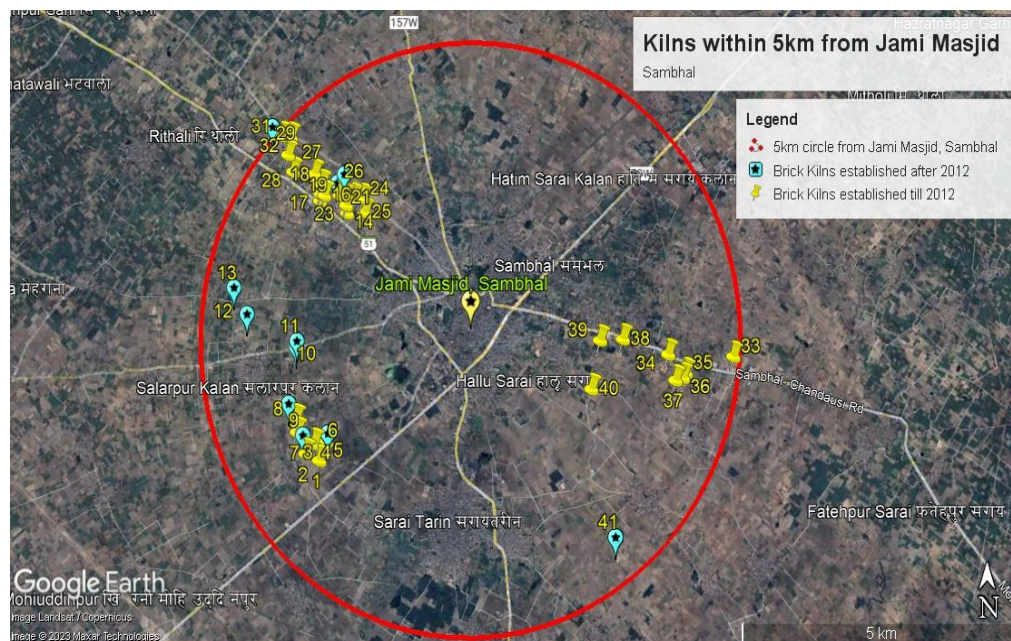 157W
Kilns within 5km from Jami Masjid
Sambhal
Legend
5km circle from Jami Masjid, Sambhal
Brick Kilns established after 2012
Brick Kilns established till 2012
Rithali
31
29
32
27
28
18
26
19
16
24
21
17
23
14
25
Hatim Sarai Kalan
51
Sambhal सम्भल
Jami Masjid, Sambhal
13
12
11
10
39
38
33
34
35
36
37
40
Sambhal- Chandausi Rd
Salarpur Kalan सलारपुर कलान
Hallu Sarai
8
9
6
7
3
4
5
2
1
Sarai Tarin सरायतरीन
41
Fatehpur Sarai फतेहपुर सराय
Google Earth
Image Landsat / Copernicus
Image © 2023 Maxar Technologies
N
5 km